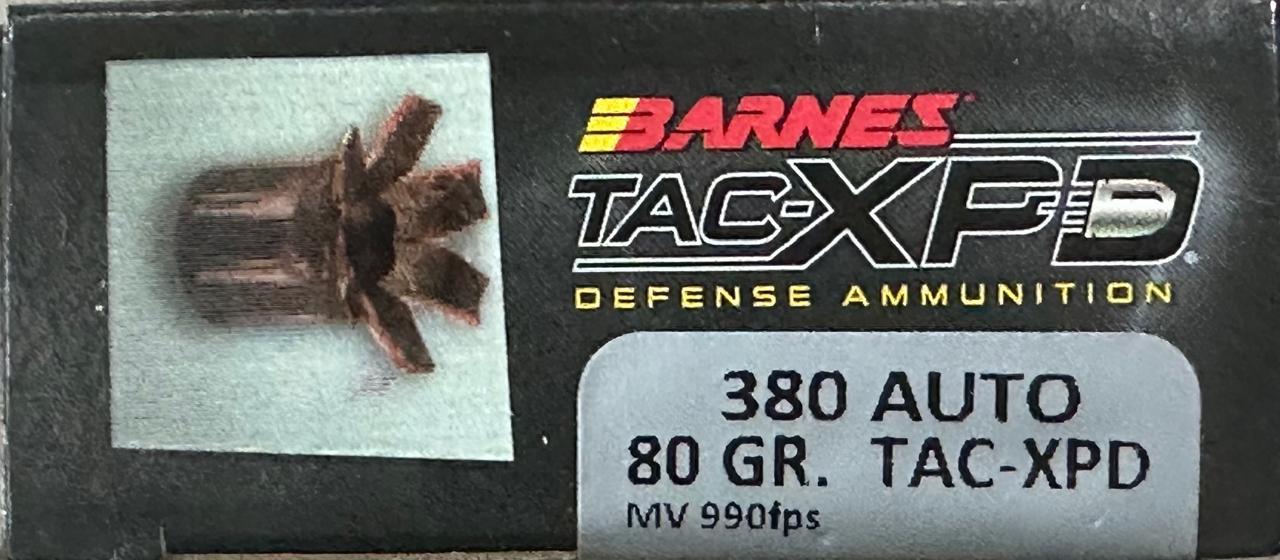 BARNES
TAC-XPD
DEFENSE AMMUNITION
380 AUTO
80 GR. TAC-XPD
MV 990fps